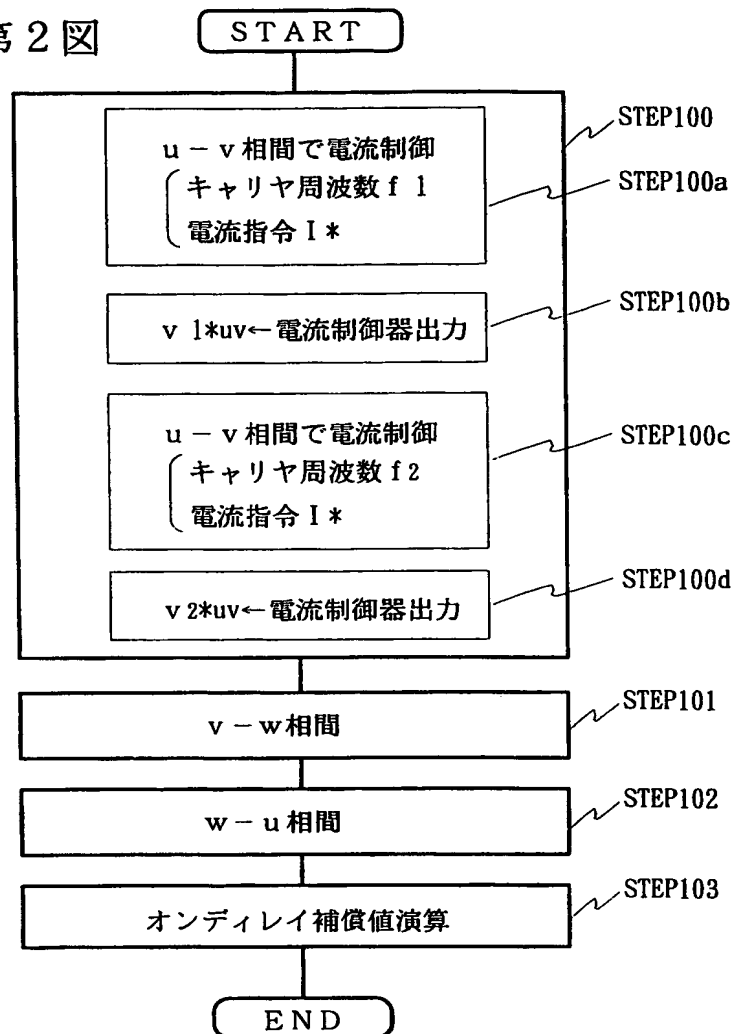 第2図
START
STEP100
u－v相間で電流制御
キャリヤ周波数f1
電流指令I*
STEP100a
v1*uv←電流制御器出力
STEP100b
u－v相間で電流制御
キャリヤ周波数f2
電流指令I*
STEP100c
v2*uv←電流制御器出力
STEP100d
v－w相間
STEP101
w－u相間
STEP102
オンディレイ補償値演算
STEP103
END